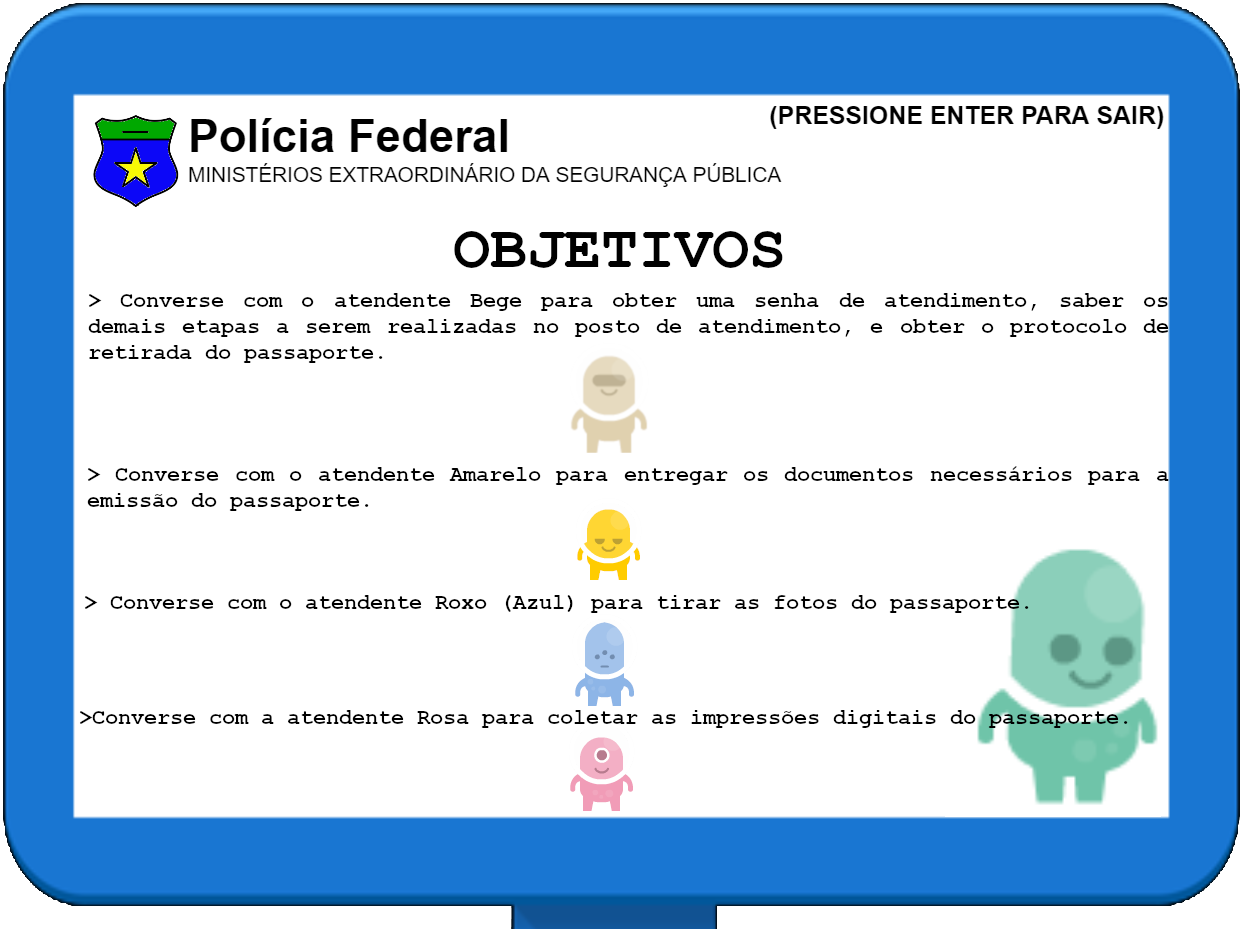 (PRESSIONE ENTER PARA SAIR)
Polícia Federal
MINISTÉRIOS EXTRAORDINÁRIO DA SEGURANÇA PÚBLICA
OBJETIVOS
> Converse com o atendente Bege para obter uma senha de atendimento, saber os
demais etapas a serem realizadas no posto de atendimento, e obter o protocolo de
retirada do passaporte.
> Converse com o atendente Amarelo para entregar os documentos necessários para a
emissão do passaporte.
> Converse com o atendente Roxo (Azul) para tirar as fotos do passaporte.
>Converse com a atendente Rosa para coletar as impressões digitais do passaporte.